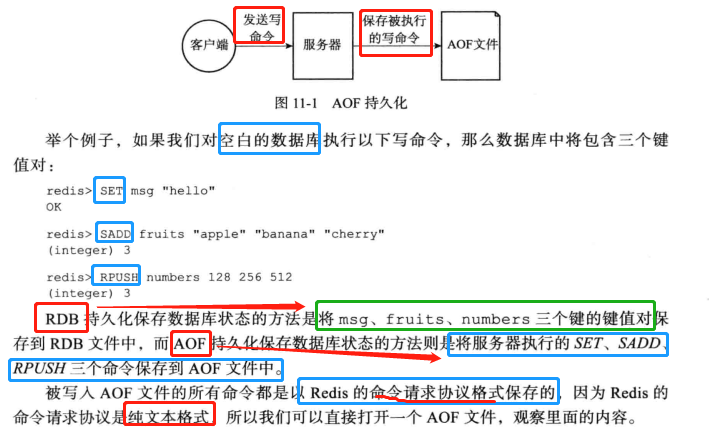 发送写
命令
保存被执行
的写命令
客户端
服务器
AOF文件
图 11-1 AOF 持久化
举个例子，如果我们对空白的数据库执行以下写命令，那么数据库中将包含三个键
值对：
redis> SET msg "hello"
OK
redis> SADD fruits "apple" "banana" "cherry"
(integer) 3
redis> RPUSH numbers 128 256 512
(integer) 3
RDB 持久化保存数据库状态的方法是将 msg、fruits、numbers 三个键的键值对保
存到 RDB 文件中，而 AOF 持久化保存数据库状态的方法则是将服务器执行的 SET、SADD、
RPUSH 三个命令保存到 AOF 文件中。
被写入 AOF 文件的所有命令都是以 Redis 的命令请求协议格式保存的，因为 Redis 的
命令请求协议是纯文本格式，所以我们可以直接打开一个 AOF 文件，观察里面的内容。